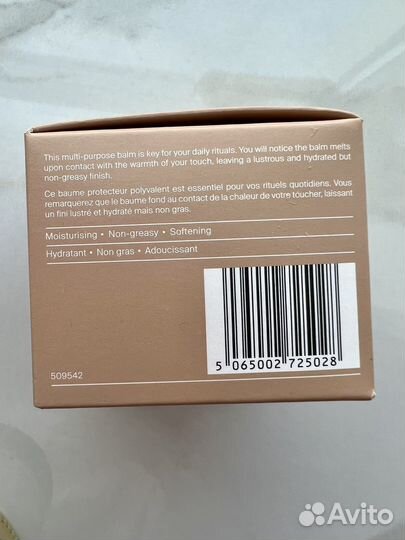 This multi-purpose balm is key for your daily rituals. You will notice the balm melts
upon contact with the warmth of your touch, leaving a lustrous and hydrated but
non-greasy finish.
Ce baume protecteur polyvalent est essentiel pour vos rituels quotidiens. Vous
remarquerez que le baume fond au contact de la chaleur de votre toucher, laissant
un fini lustré et hydraté mais non gras.
Moisturising • Non-greasy • Softening
Hydratant • Non gras • Adoucissant
5 065002 725028
509542
Avito